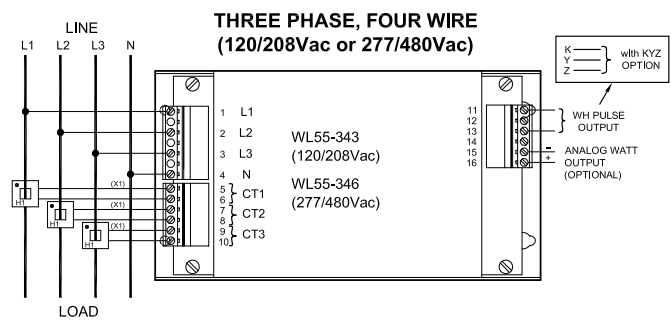 THREE PHASE, FOUR WIRE
(120/208Vac or 277/480Vac)
LINE
L1 L2 L3 N
K
Y
Z
with KYZ
OPTION
1 L1
2 L2
3 L3
4 N
5
6
CT1
7
8
CT2
9
10
CT3
(X1)
(X1)
(X1)
H1
H1
H1
WL55-343
(120/208Vac)
WL55-346
(277/480Vac)
11
12
13
14
15
16
WH PULSE
OUTPUT
- ANALOG WATT
+ OUTPUT
(OPTIONAL)
LOAD